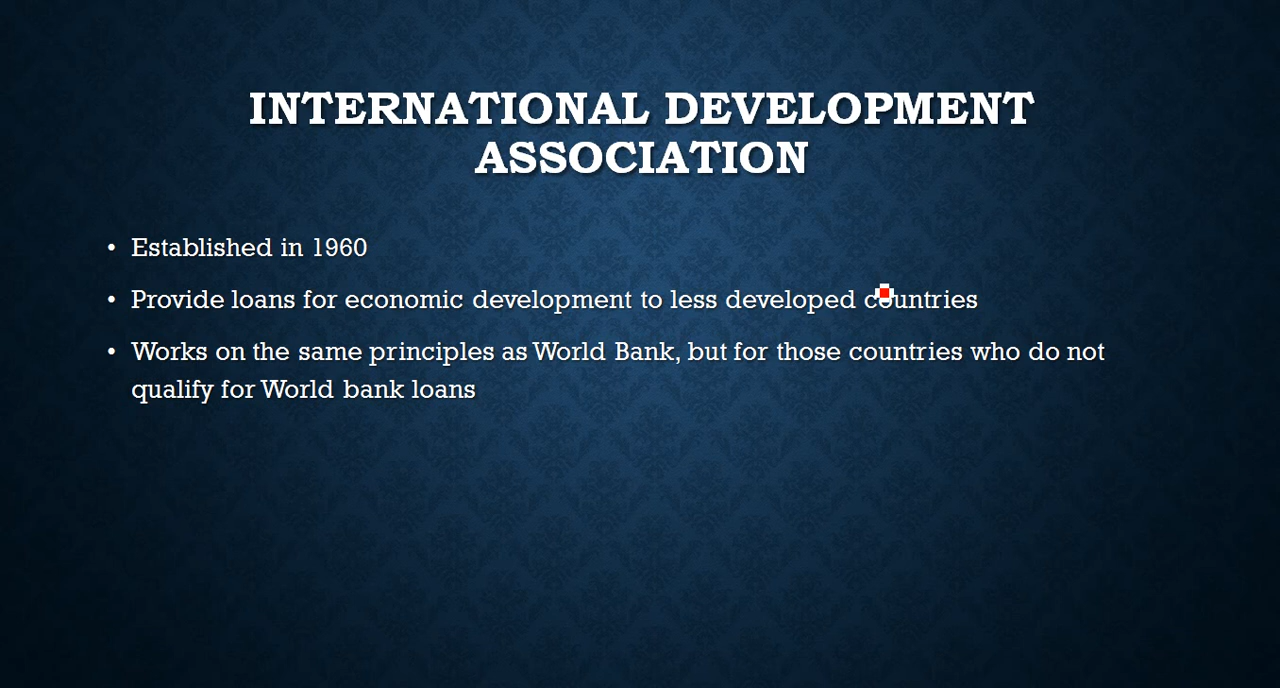 INTERNATIONAL DEVELOPMENT
ASSOCIATION
• Established in 1960
• Provide loans for economic development to less developed countries
• Works on the same principles as World Bank, but for those countries who do not
qualify for World bank loans